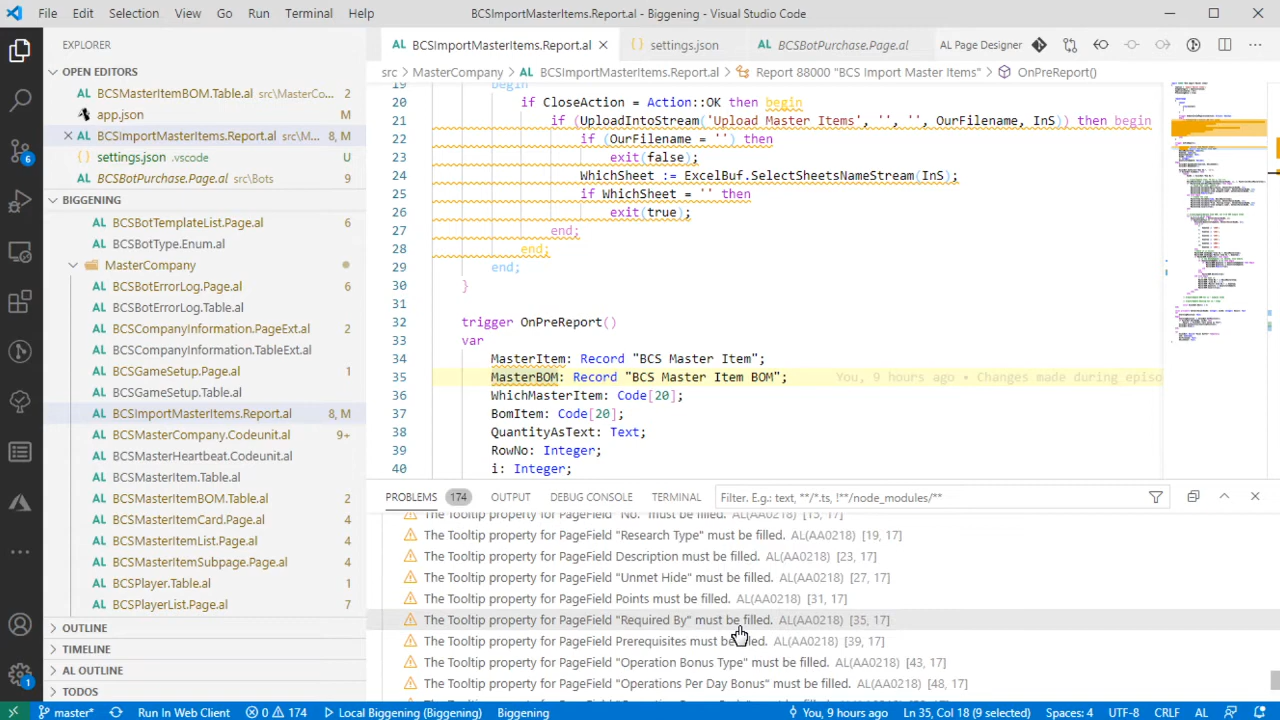 File Edit Selection View Go Run Terminal Help
BCSImportMasterItems.Report.al - Biggening - Visual Studio Code
EXPLORER
OPEN EDITORS
BCSMasterItemBOM.Table.al src\MasterCo... 2
app.json
BCSImportMasterItems.Report.al src\M... 8, M
settings.json .vscode U
BCSBotPurchase.Page.al src\Bots
BIGGENING
BCSBotTemplateList.Page.al
BCSBotType.Enum.al
MasterCompany
BCSBotErrorLog.Page.al
BCSBotErrorLog.Table.al
BCSCompanyInformation.PageExt.al
BCSCompanyInformation.TableExt.al
BCSGameSetup.Page.al 1
BCSGameSetup.Table.al
BCSImportMasterItems.Report.al 8, M
BCSMasterCompany.Codeunit.al 9+
BCSMasterHeartbeat.Codeunit.al
BCSMasterItem.Table.al
BCSMasterItemBOM.Table.al 2
BCSMasterItemCard.Page.al 4
BCSMasterItemList.Page.al 4
BCSMasterItemSubpage.Page.al 4
BCSPlayer.Table.al 1
BCSPlayerList.Page.al 7
OUTLINE
TIMELINE
AL OUTLINE
TODOS
BCSImportMasterItems.Report.al
settings.json
BCSBotPurchase.Page.al
AL Page Designer
src > MasterCompany > BCSImportMasterItems.Report.al > Report 88000 "BCS Import Master Items" > OnPreReport()
19 begin
20 if CloseAction = Action::OK then begin
21 if (UploadIntoStream('Upload Master Items', '', '', OurFilename, InS)) then begin
22 if (OurFilename = '') then
23 exit(false);
24 WhichSheet := ExcelBuf.SelectSheetsNameStream(InS);
25 if WhichSheet = '' then
26 exit(true);
27 end;
28 end;
29 end;
30 }
31
32 trigger OnPreReport()
33 var
34 MasterItem: Record "BCS Master Item";
35 MasterBOM: Record "BCS Master Item BOM"; You, 9 hours ago • Changes made during episo
36 WhichMasterItem: Code[20];
37 BomItem: Code[20];
38 QuantityAsText: Text;
39 RowNo: Integer;
40 i: Integer;
PROBLEMS 174 OUTPUT DEBUG CONSOLE TERMINAL Filter. E.g.: text, **/*.ts, !**/node_modules/**
The Tooltip property for PageField "No." must be filled. AL(AA0218) [15, 17]
The Tooltip property for PageField "Research Type" must be filled. AL(AA0218) [19, 17]
The Tooltip property for PageField Description must be filled. AL(AA0218) [23, 17]
The Tooltip property for PageField "Unmet Hide" must be filled. AL(AA0218) [27, 17]
The Tooltip property for PageField Points must be filled. AL(AA0218) [31, 17]
The Tooltip property for PageField "Required By" must be filled. AL(AA0218) [35, 17]
The Tooltip property for PageField Prerequisites must be filled. AL(AA0218) [39, 17]
The Tooltip property for PageField "Operation Bonus Type" must be filled. AL(AA0218) [43, 17]
The Tooltip property for PageField "Operations Per Day Bonus" must be filled. AL(AA0218) [48, 17]
master* Run In Web Client 0 174 Local Biggening (Biggening) Biggening You, 9 hours ago Ln 35, Col 18 (9 selected) Spaces: 4 UTF-8 CRLF AL